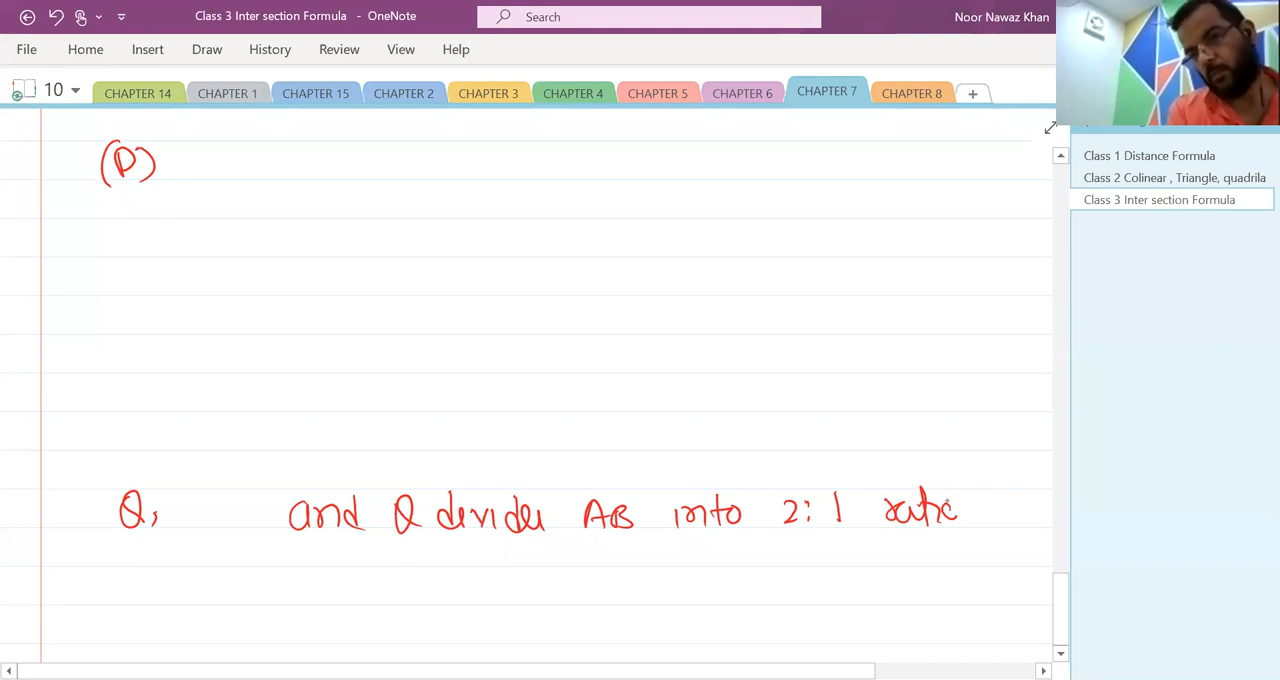 Class 3 Inter section Formula - OneNote
Search
Noor Nawaz Khan
File Home Insert Draw History Review View Help
10 CHAPTER 14 CHAPTER 1 CHAPTER 15 CHAPTER 2 CHAPTER 3 CHAPTER 4 CHAPTER 5 CHAPTER 6 CHAPTER 7 CHAPTER 8 +
Class 1 Distance Formula
Class 2 Colinear , Triangle, quadrila
Class 3 Inter section Formula
(P)
Q, and Q divides AB into 2:1 ratio